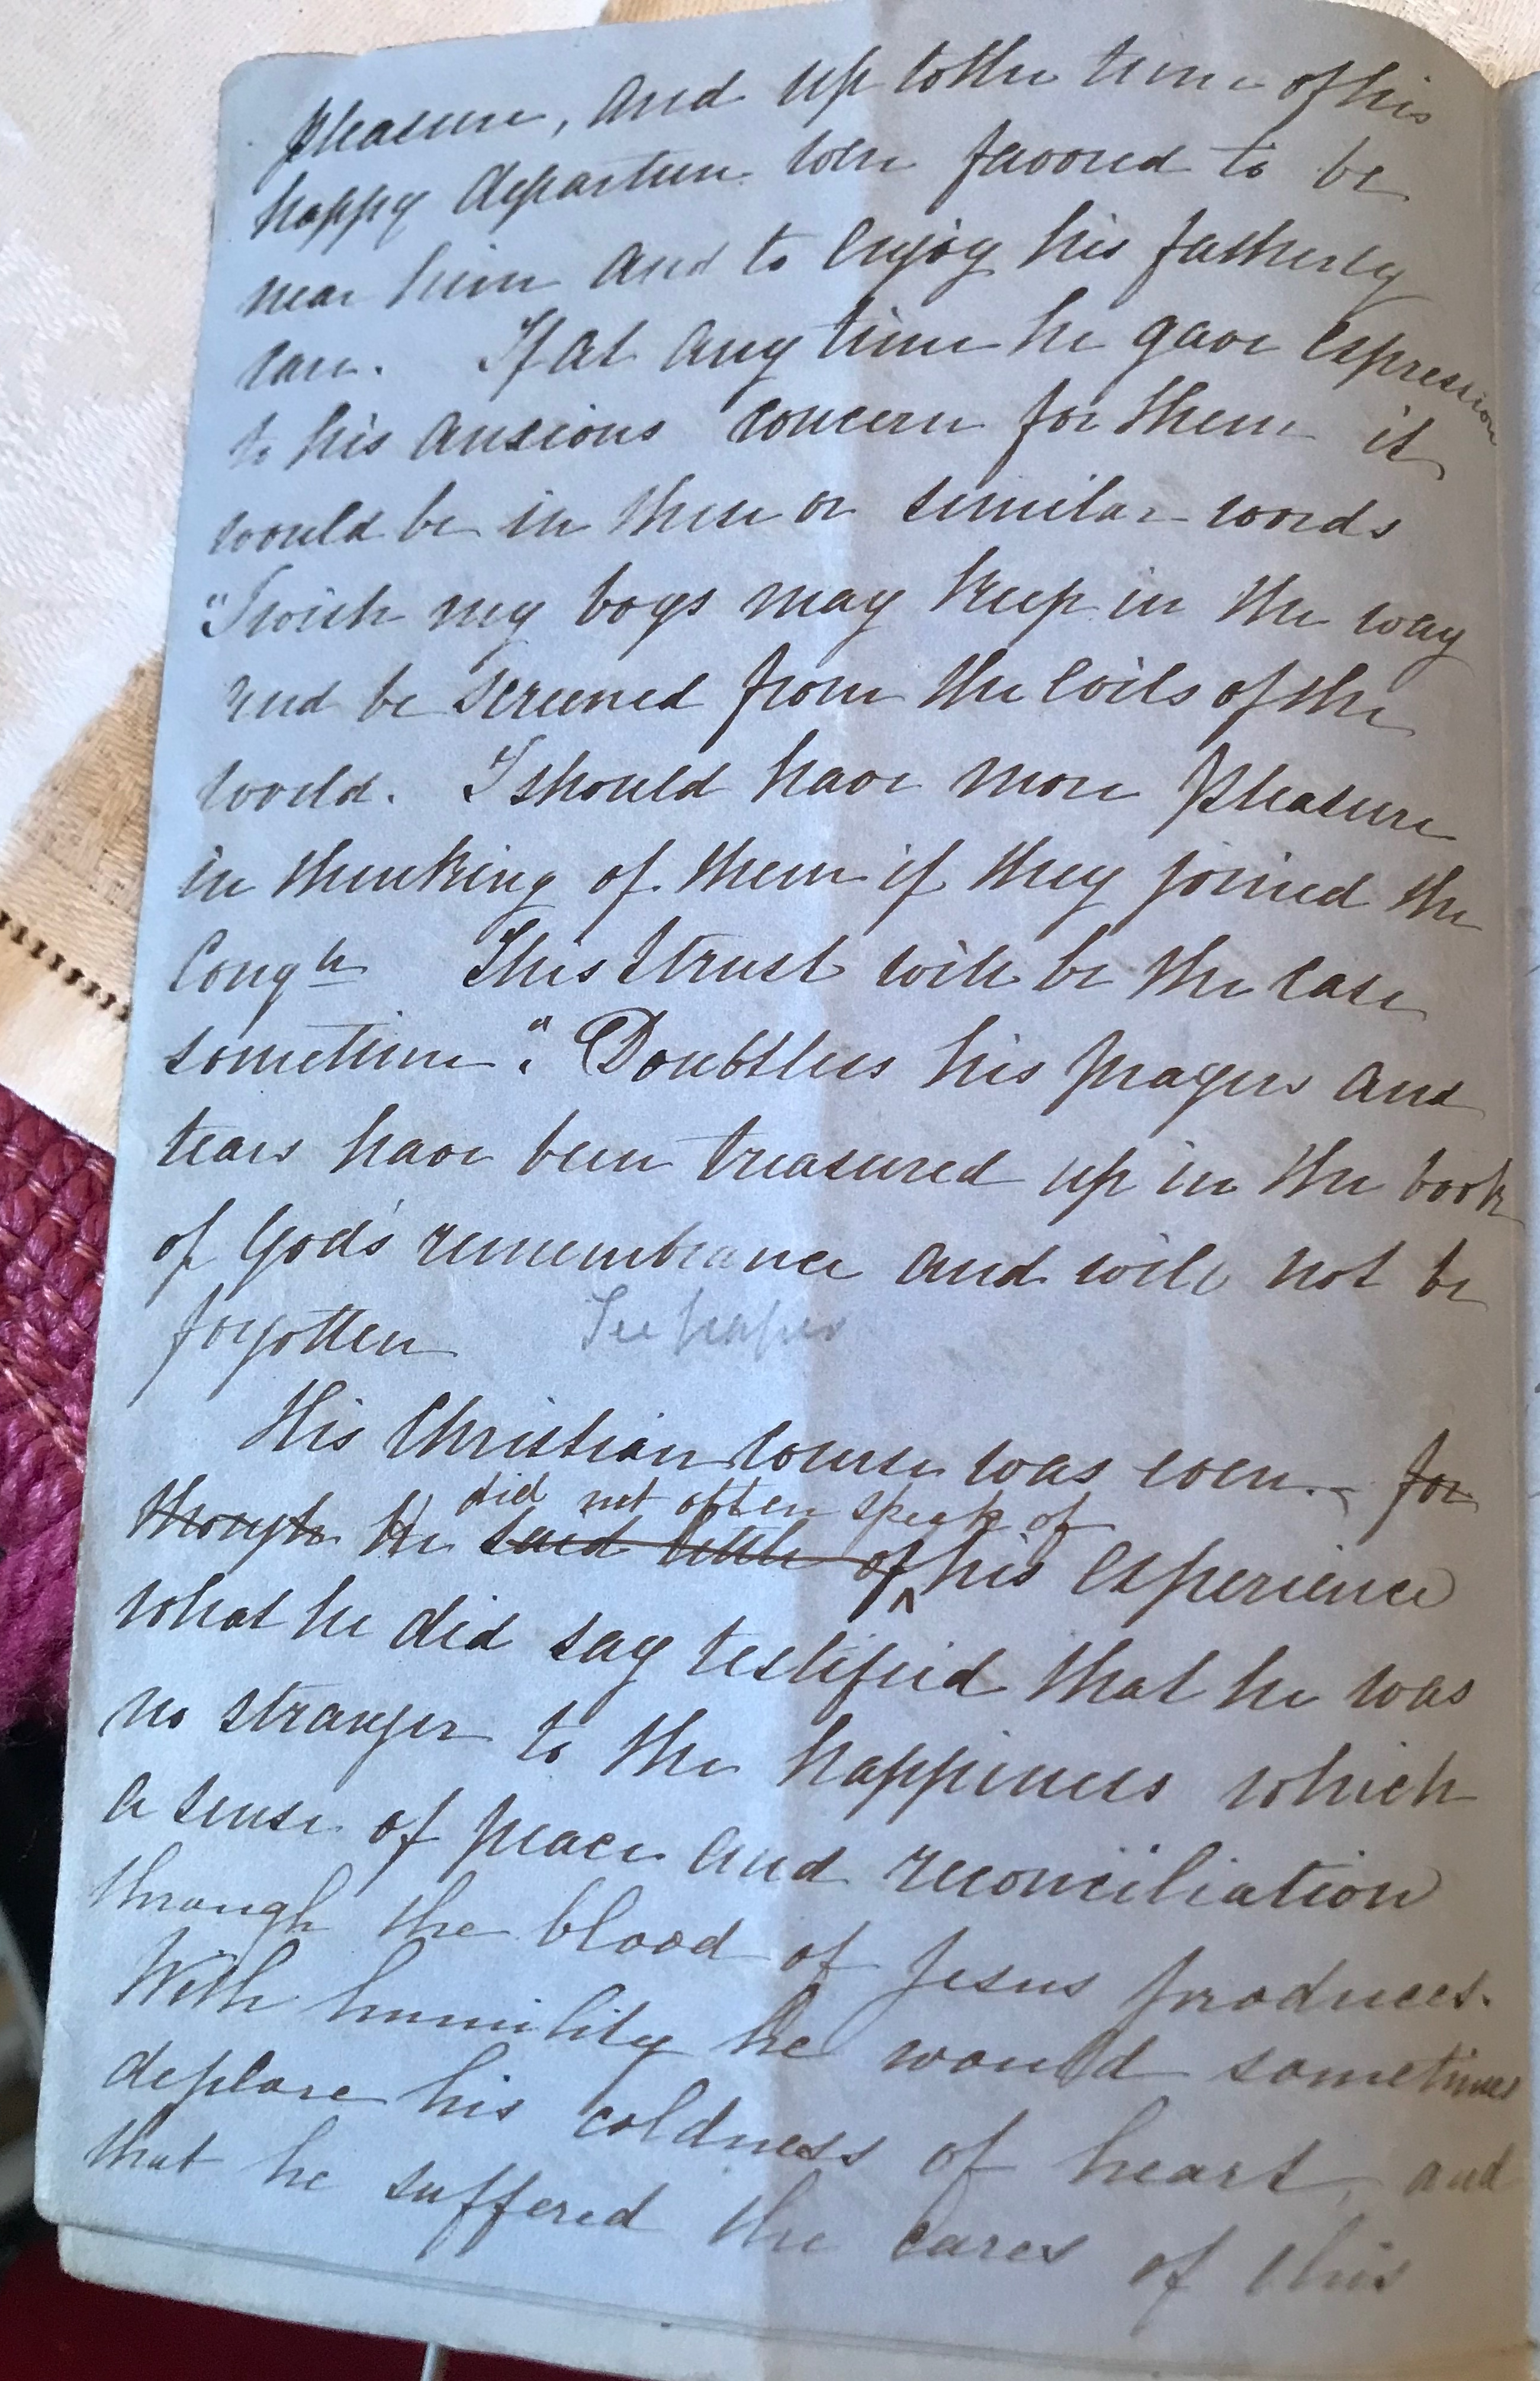 pleasure, and up to the time of his
happy departure were favored to be
near him and to enjoy his fatherly
care. If at any time he gave expression
to his anxious concern for them it
would be in these or similar words
"I wish my boys may keep in the way
and be screened from the evils of the
world. I should have more pleasure
in thinking of them if they joined the
Congn This I trust will be the case
sometime". Doubtless his prayers and
tears have been treasured up in the book
of God's remembrance and will not be
forgotten See paper
His Christian course was even. for
did not often speak of
though He said little of his experience
what he did say testified that he was
no stranger to the happiness which
a sense of peace and reconciliation
through the blood of Jesus produces.
With humility he would sometimes
deplore his coldness of heart, and
that he suffered the cares of this